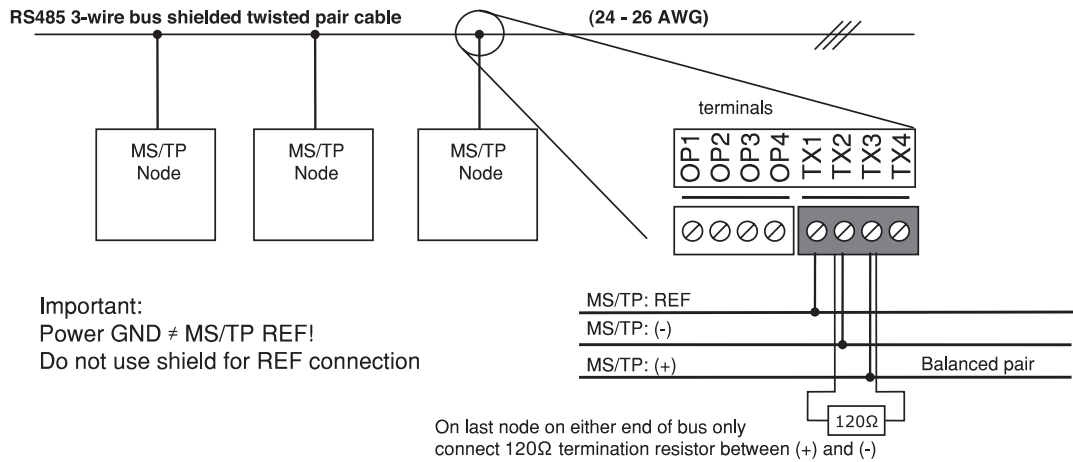 RS485 3-wire bus shielded twisted pair cable (24 - 26 AWG)
terminals
OP1 OP2 OP3 OP4 TX1 TX2 TX3 TX4
MS/TP
Node
MS/TP
Node
MS/TP
Node
Important:
Power GND ≠ MS/TP REF!
Do not use shield for REF connection
MS/TP: REF
MS/TP: (-)
MS/TP: (+)
Balanced pair
120Ω
On last node on either end of bus only
connect 120Ω termination resistor between (+) and (-)